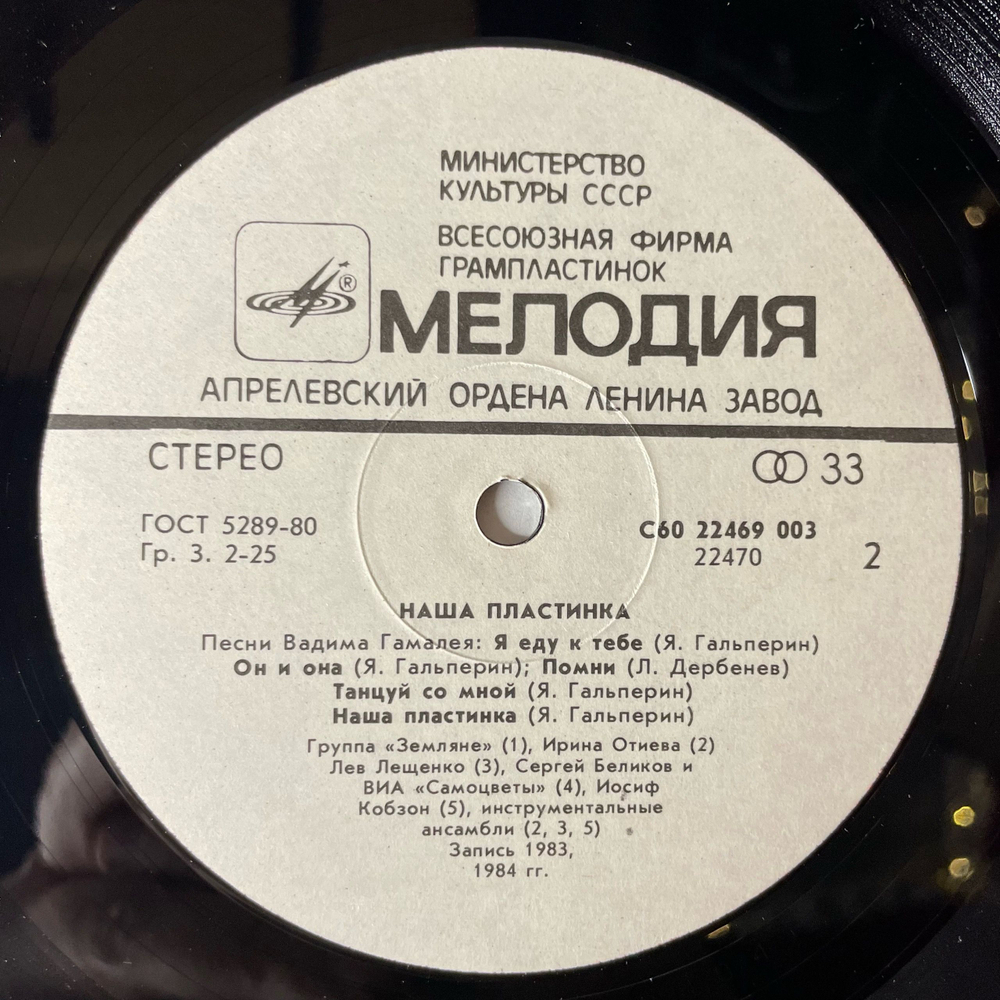 МИНИСТЕРСТВО
КУЛЬТУРЫ СССР
ВСЕСОЮЗНАЯ ФИРМА
ГРАМПЛАСТИНОК
®
МЕЛОДИЯ
АПРЕЛЕВСКИЙ ОРДЕНА ЛЕНИНА ЗАВОД
СТЕРЕО
33
ГОСТ 5289-80
Гр. 3. 2-25
С60 22469 003
22470
2
НАША ПЛАСТИНКА
Песни Вадима Гамалея: Я еду к тебе (Я. Гальперин)
Он и она (Я. Гальперин); Помни (Л. Дербенев)
Танцуй со мной (Я. Гальперин)
Наша пластинка (Я. Гальперин)
Группа «Земляне» (1), Ирина Отиева (2)
Лев Лещенко (3), Сергей Беликов и
ВИА «Самоцветы» (4), Иосиф
Кобзон (5), инструментальные
ансамбли (2, 3, 5)
Запись 1983,
1984 гг.